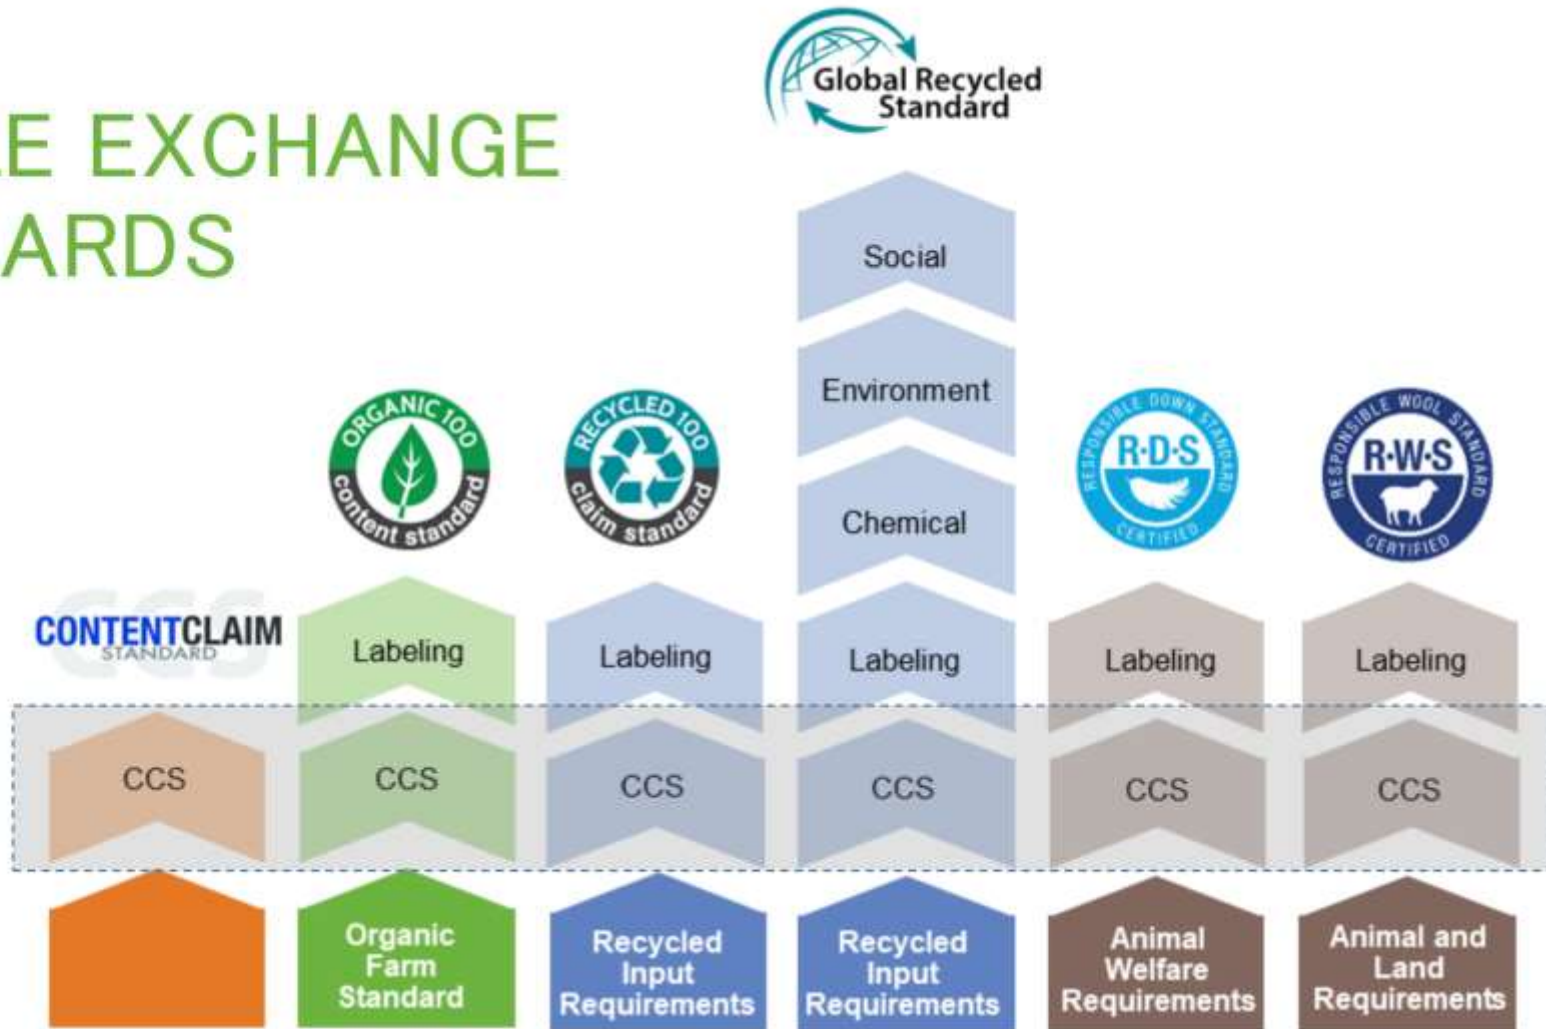 LE EXCHANGE
ARDS
Global Recycled
Standard
Social
Environment
Chemical
ORGANIC 100
content standard
RECYCLED 100
claim standard
RESPONSIBLE DOWN STANDARD
R·D·S
CERTIFIED
RESPONSIBLE WOOL STANDARD
R·W·S
CERTIFIED
CCS
CONTENTCLAIM
STANDARD
Labeling
Labeling
Labeling
Labeling
Labeling
CCS
CCS
CCS
CCS
CCS
CCS
Organic
Farm
Standard
Recycled
Input
Requirements
Recycled
Input
Requirements
Animal
Welfare
Requirements
Animal and
Land
Requirements